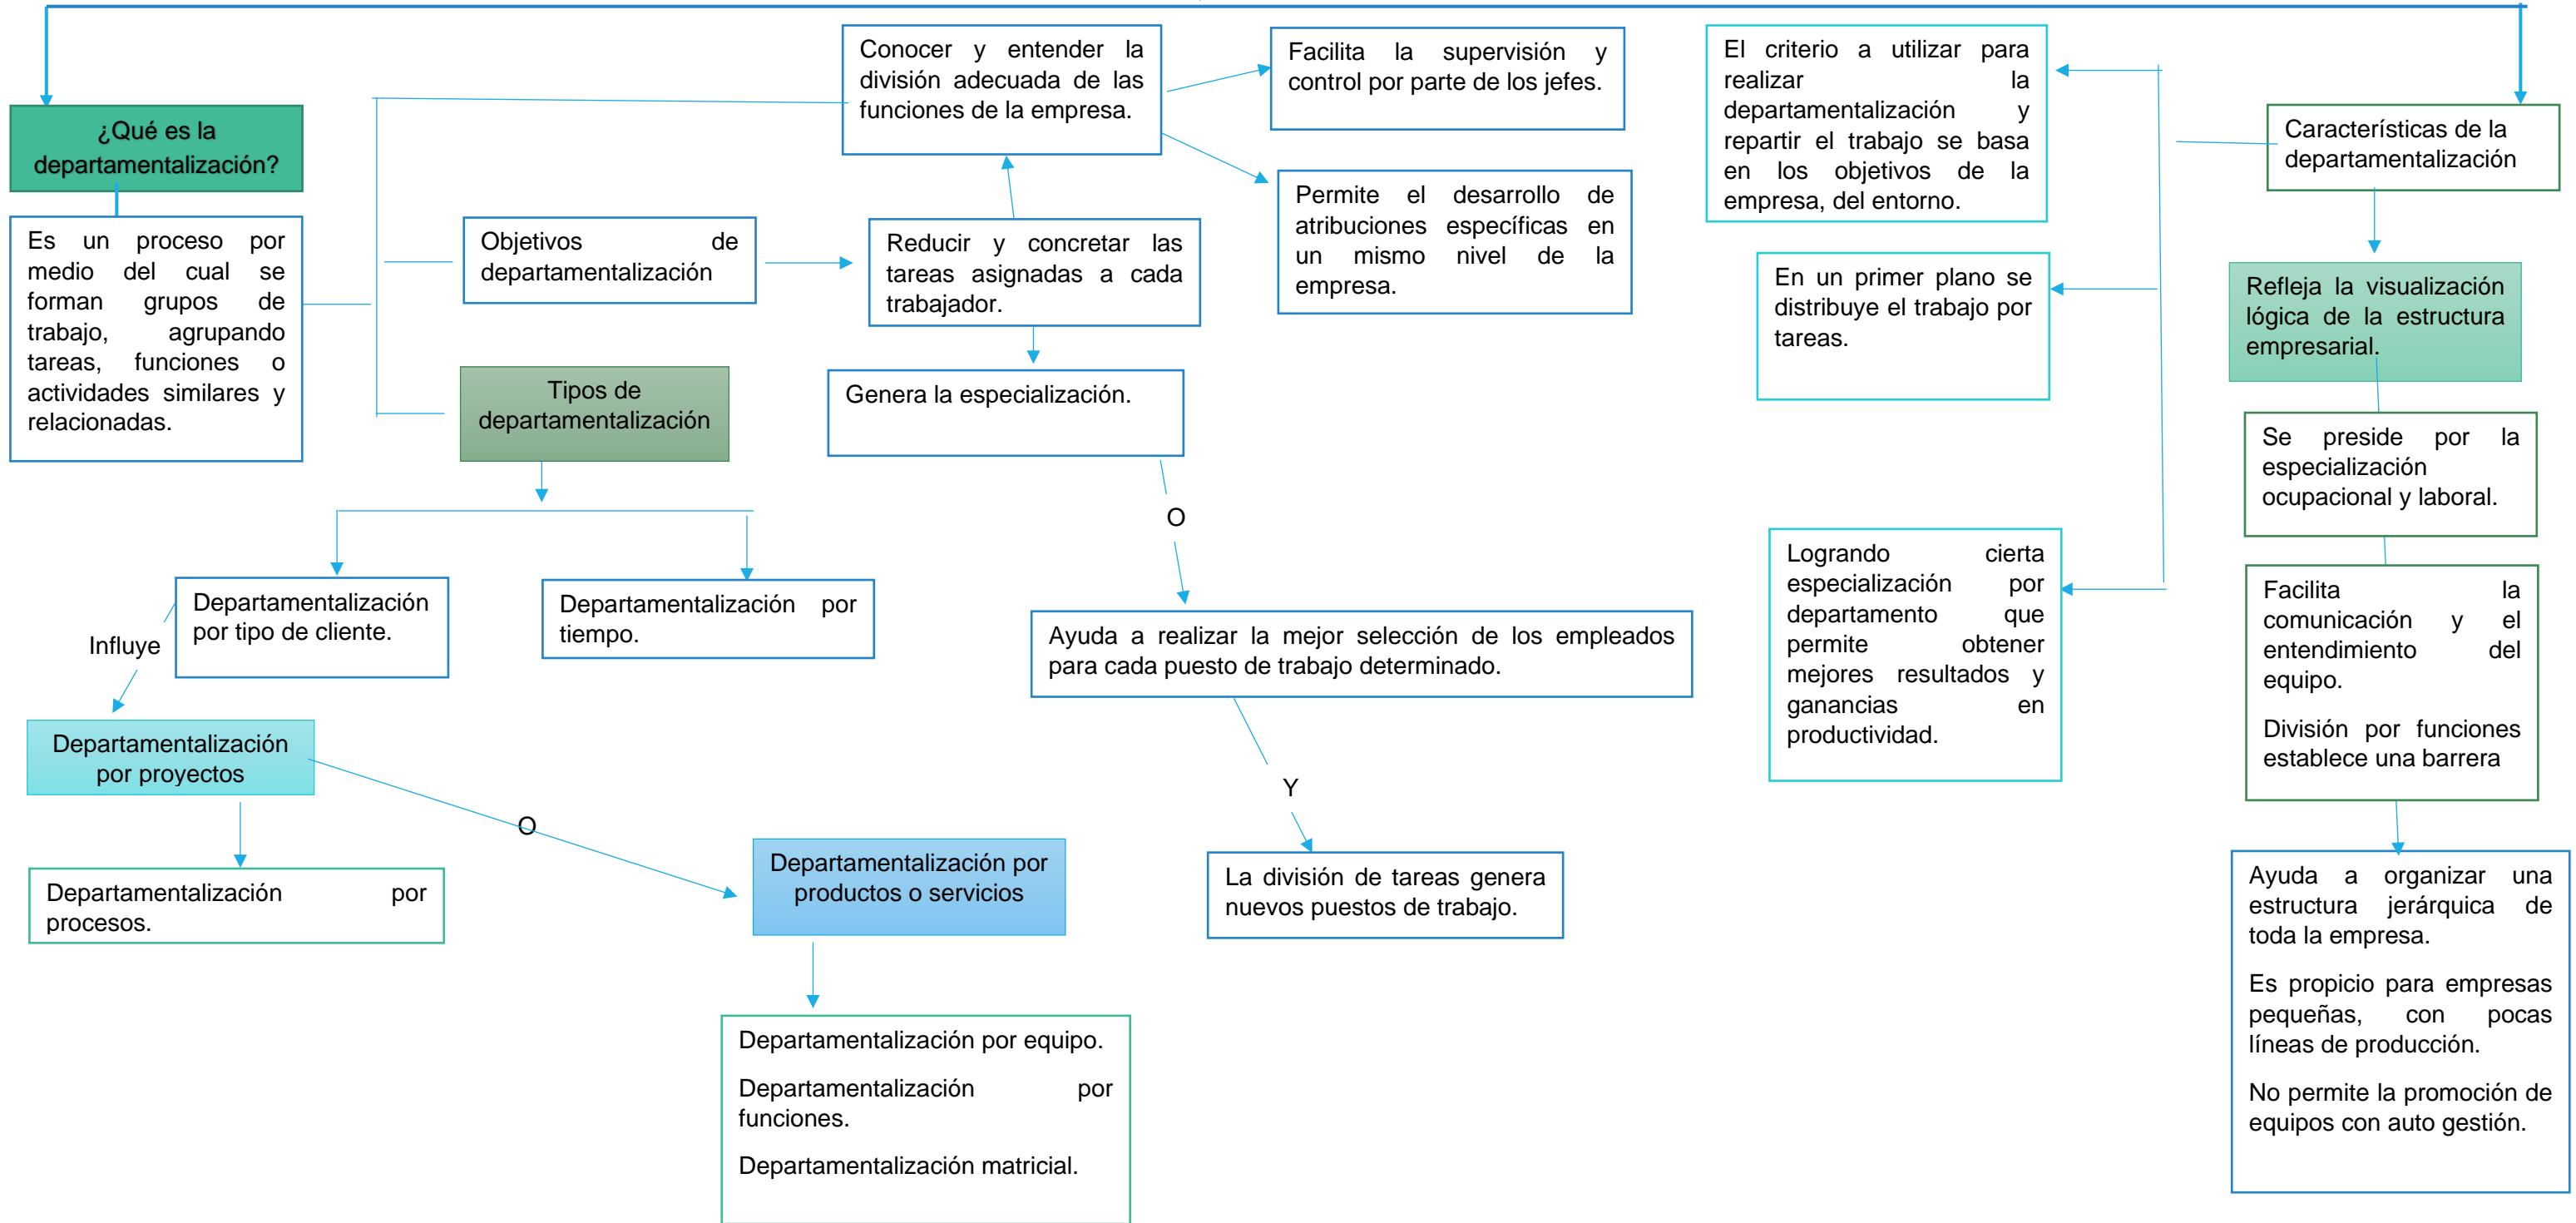 ¿Qué es la
departamentalización?
Es un proceso por
medio del cual se
forman grupos de
trabajo, agrupando
tareas, funciones o
actividades similares y
relacionadas.
Objetivos de
departamentalización
Tipos de
departamentalización
Conocer y entender la
división adecuada de las
funciones de la empresa.
Reducir y concretar las
tareas asignadas a cada
trabajador.
Genera la especialización.
Facilita la supervisión y
control por parte de los jefes.
Permite el desarrollo de
atribuciones específicas en
un mismo nivel de la
empresa.
O
Ayuda a realizar la mejor selección de los empleados
para cada puesto de trabajo determinado.
Y
La división de tareas genera
nuevos puestos de trabajo.
Departamentalización
por tipo de cliente.
Departamentalización por
tiempo.
Influye
Departamentalización
por proyectos
O
Departamentalización por
procesos.
Departamentalización por
productos o servicios
Departamentalización por equipo.
Departamentalización por
funciones.
Departamentalización matricial.
El criterio a utilizar para
realizar la
departamentalización y
repartir el trabajo se basa
en los objetivos de la
empresa, del entorno.
En un primer plano se
distribuye el trabajo por
tareas.
Logrando cierta
especialización por
departamento que
permite obtener
mejores resultados y
ganancias en
productividad.
Características de la
departamentalización
Refleja la visualización
lógica de la estructura
empresarial.
Se preside por la
especialización
ocupacional y laboral.
Facilita la
comunicación y el
entendimiento del
equipo.
División por funciones
establece una barrera
Ayuda a organizar una
estructura jerárquica de
toda la empresa.
Es propicio para empresas
pequeñas, con pocas
líneas de producción.
No permite la promoción de
equipos con auto gestión.